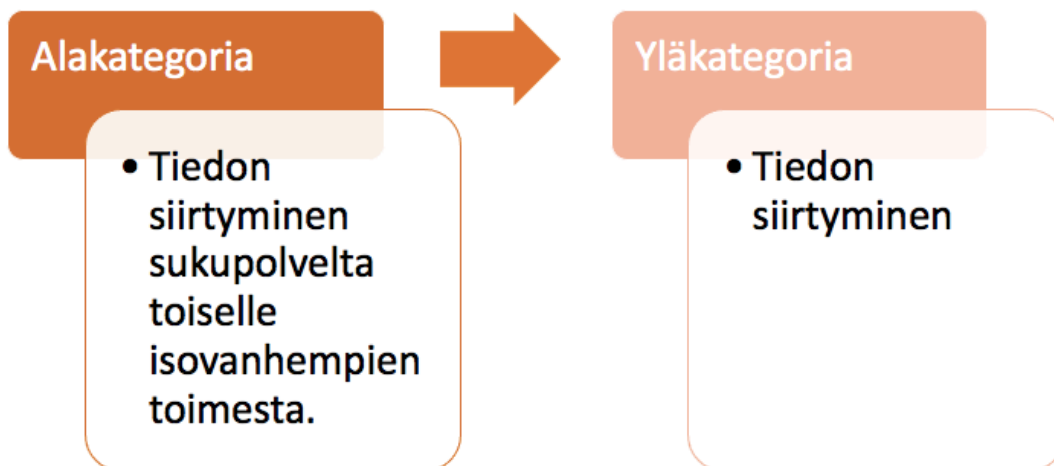 Alakategoria
• Tiedon
siirtyminen
sukupolvelta
toiselle
isovanhempien
toimesta.
Yläkategoria
• Tiedon
siirtyminen